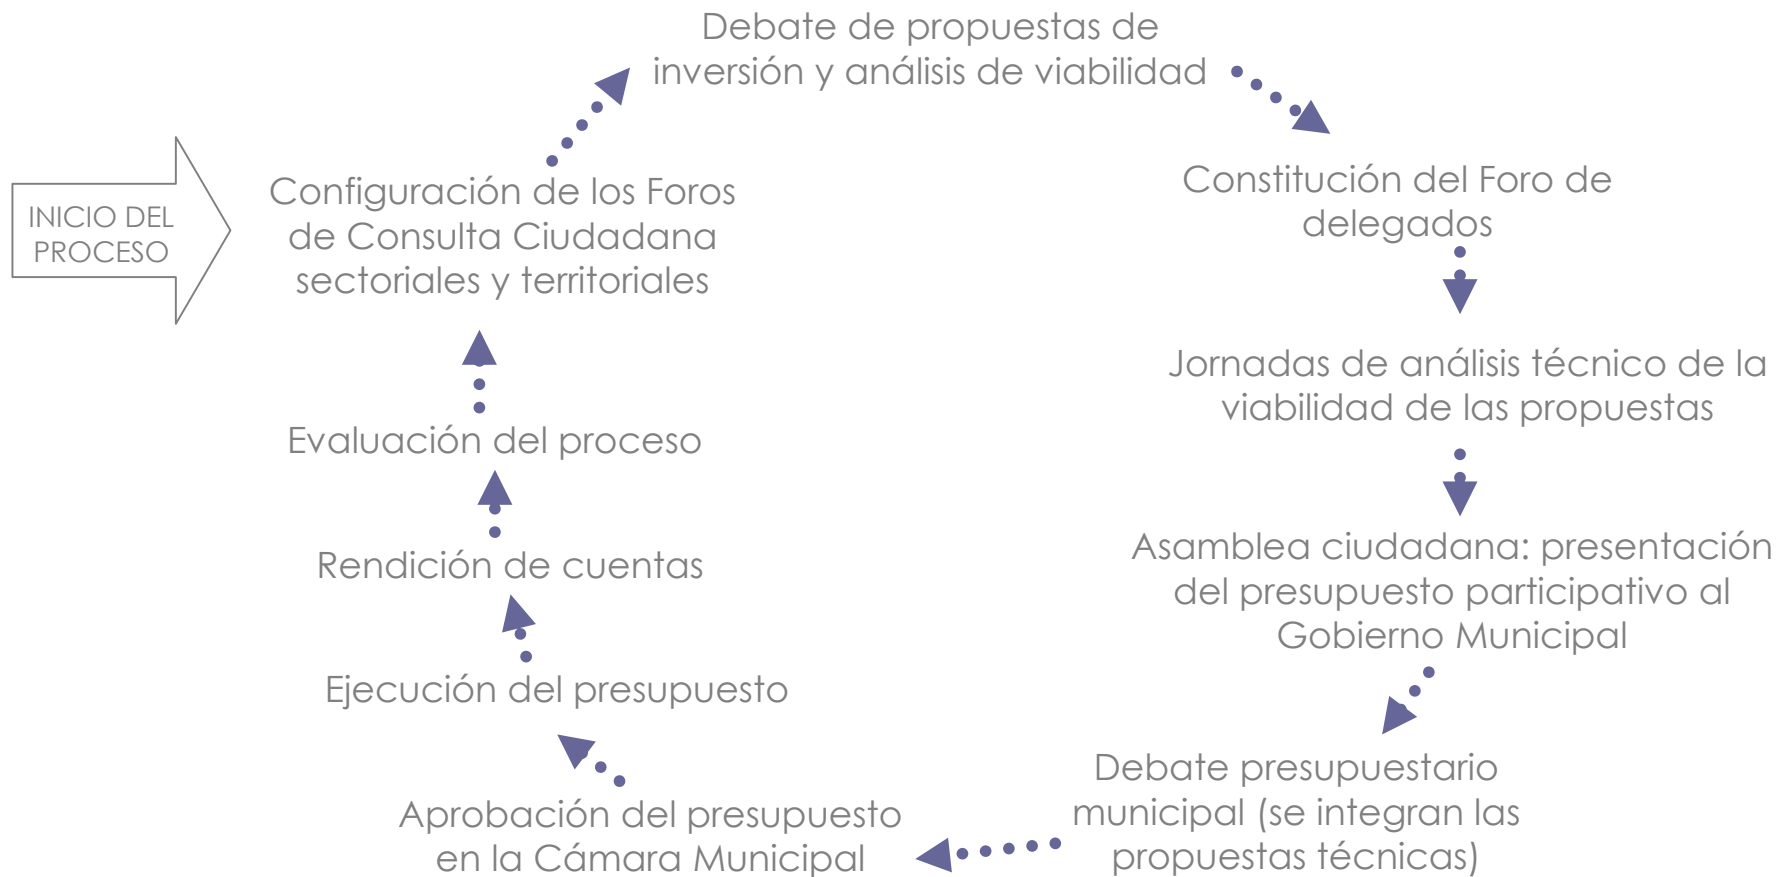 INICIO DEL
PROCESO
Configuración de los Foros
de Consulta Ciudadana
sectoriales y territoriales
Debate de propuestas de
inversión y análisis de viabilidad
Constitución del Foro de
delegados
Jornadas de análisis técnico de la
viabilidad de las propuestas
Asamblea ciudadana: presentación
del presupuesto participativo al
Gobierno Municipal
Debate presupuestario
municipal (se integran las
propuestas técnicas)
Aprobación del presupuesto
en la Cámara Municipal
Ejecución del presupuesto
Rendición de cuentas
Evaluación del proceso